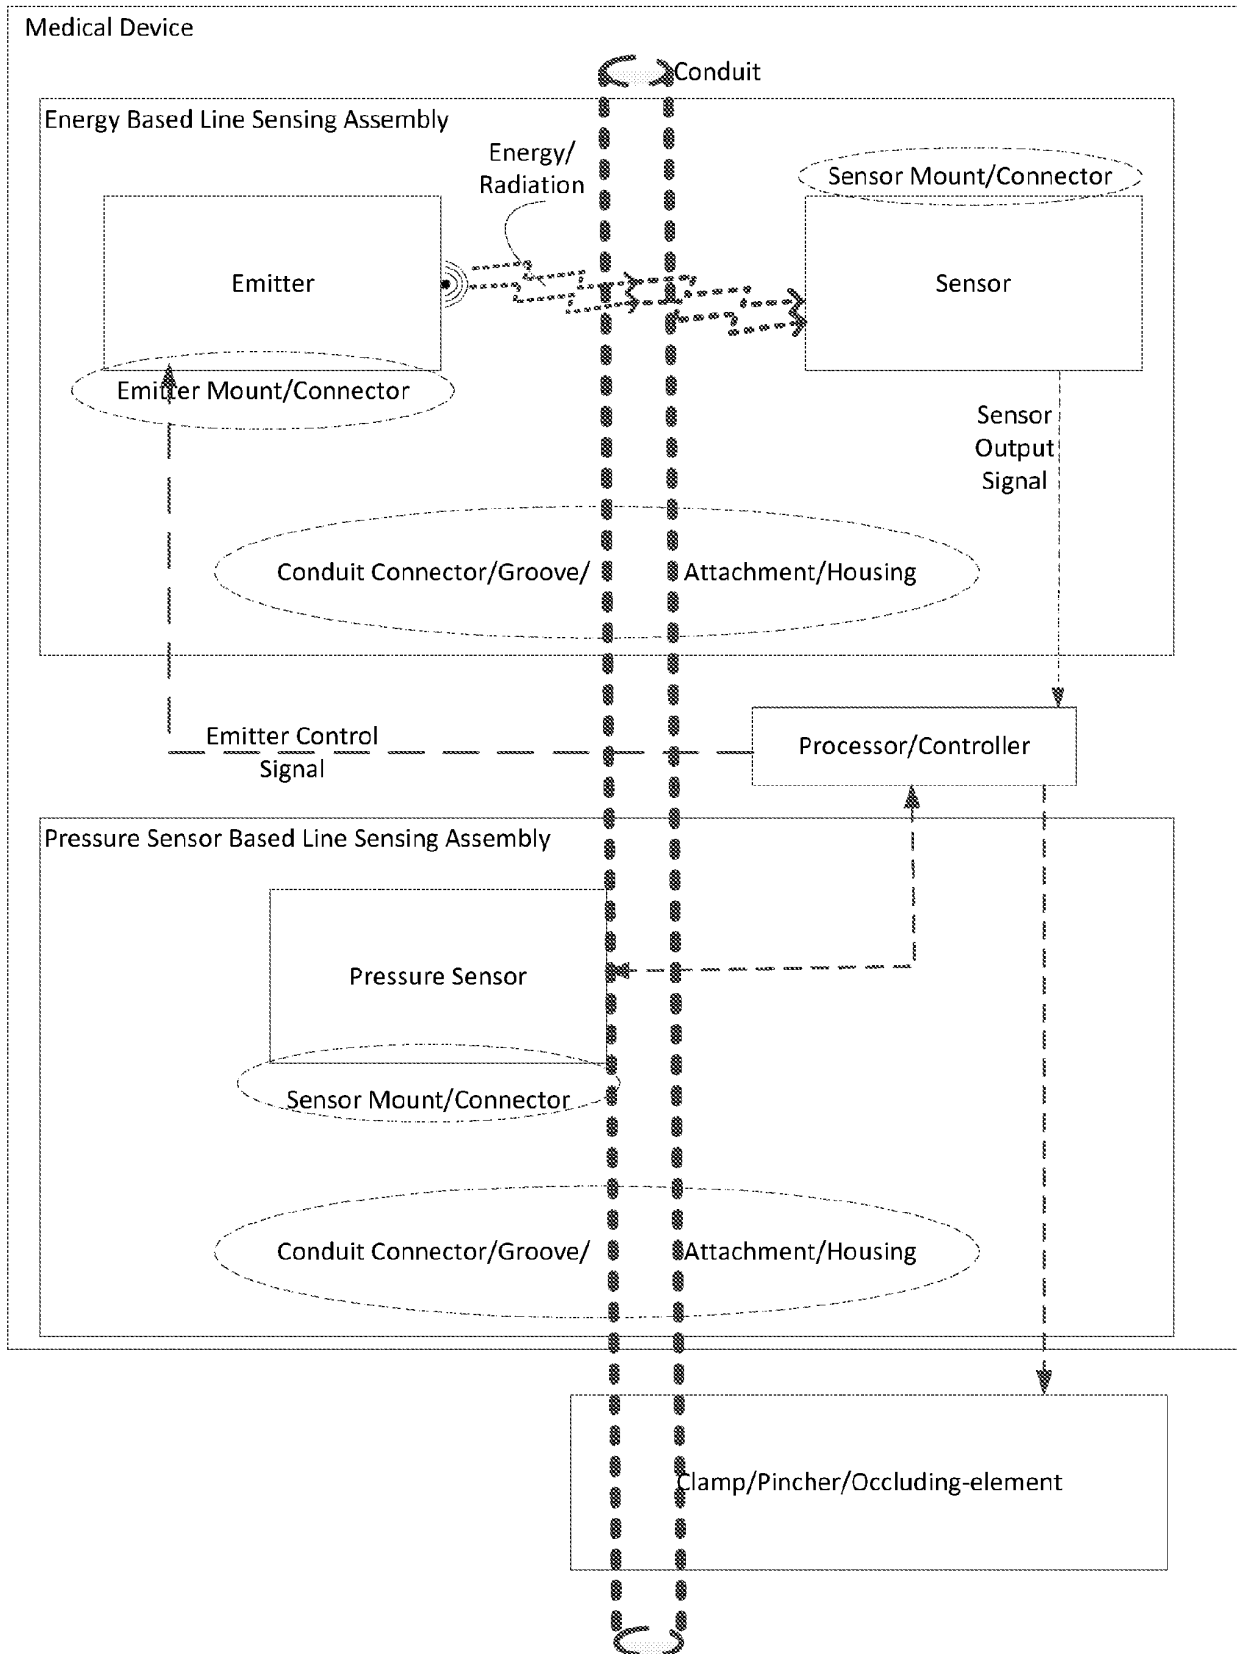 Medical Device
Conduit
Energy Based Line Sensing Assembly
Energy/
Radiation
Sensor Mount/Connector
Emitter
Sensor
Emitter Mount/Connector
Sensor
Output
Signal
Conduit Connector/Groove/ Attachment/Housing
Emitter Control
Signal
Processor/Controller
Pressure Sensor Based Line Sensing Assembly
Pressure Sensor
Sensor Mount/Connector
Conduit Connector/Groove/ Attachment/Housing
Clamp/Pincher/Occluding-element